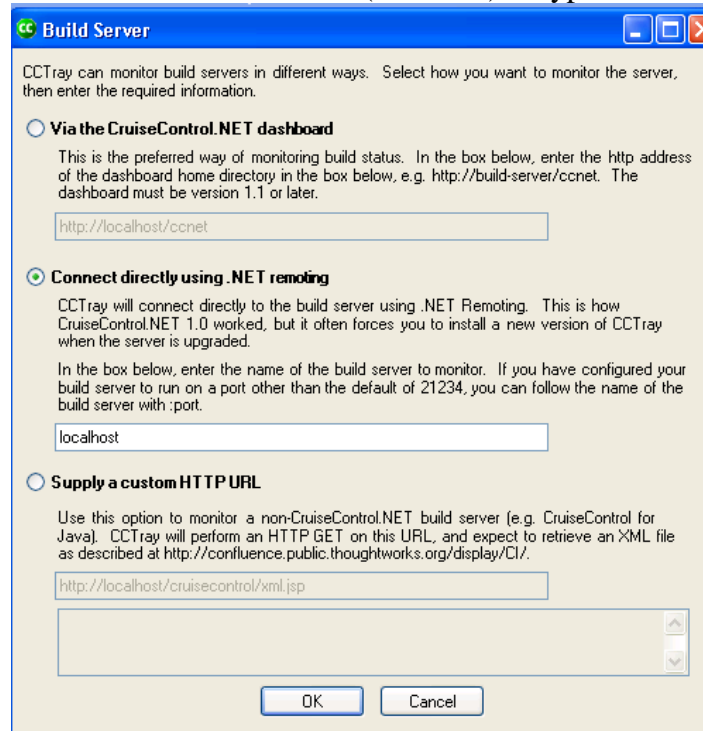 CC Build Server
CCTray can monitor build servers in different ways. Select how you want to monitor the server,
then enter the required information.
Via the CruiseControl.NET dashboard
This is the preferred way of monitoring build status. In the box below, enter the http address
of the dashboard home directory in the box below, e.g. http://build-server/ccnet. The
dashboard must be version 1.1 or later.
http://localhost/ccnet
Connect directly using .NET remoting
CCTray will connect directly to the build server using .NET Remoting. This is how
CruiseControl.NET 1.0 worked, but it often forces you to install a new version of CCTray
when the server is upgraded.
In the box below, enter the name of the build server to monitor. If you have configured your
build server to run on a port other than the default of 21234, you can follow the name of the
build server with :port.
localhost
Supply a custom HTTP URL
Use this option to monitor a non-CruiseControl.NET build server (e.g. CruiseControl for
Java). CCTray will perform an HTTP GET on this URL, and expect to retrieve an XML file
as described at http://confluence.public.thoughtworks.org/display/CI/.
http://localhost/cruisecontrol/xml.jsp
OK Cancel